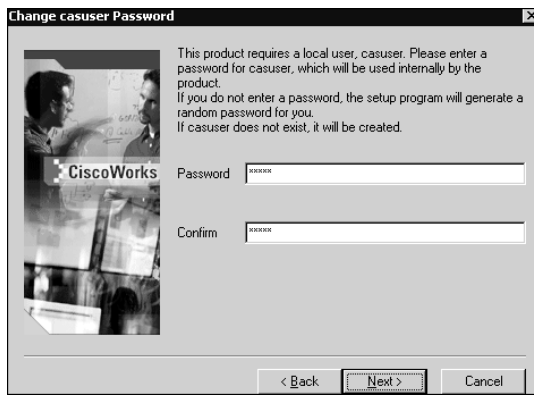 Change casuser Password
This product requires a local user, casuser. Please enter a
password for casuser, which will be used internally by the
product.
If you do not enter a password, the setup program will generate a
random password for you.
If casuser does not exist, it will be created.
CiscoWorks
Password
*****
Confirm
*****
< Back
Next >
Cancel